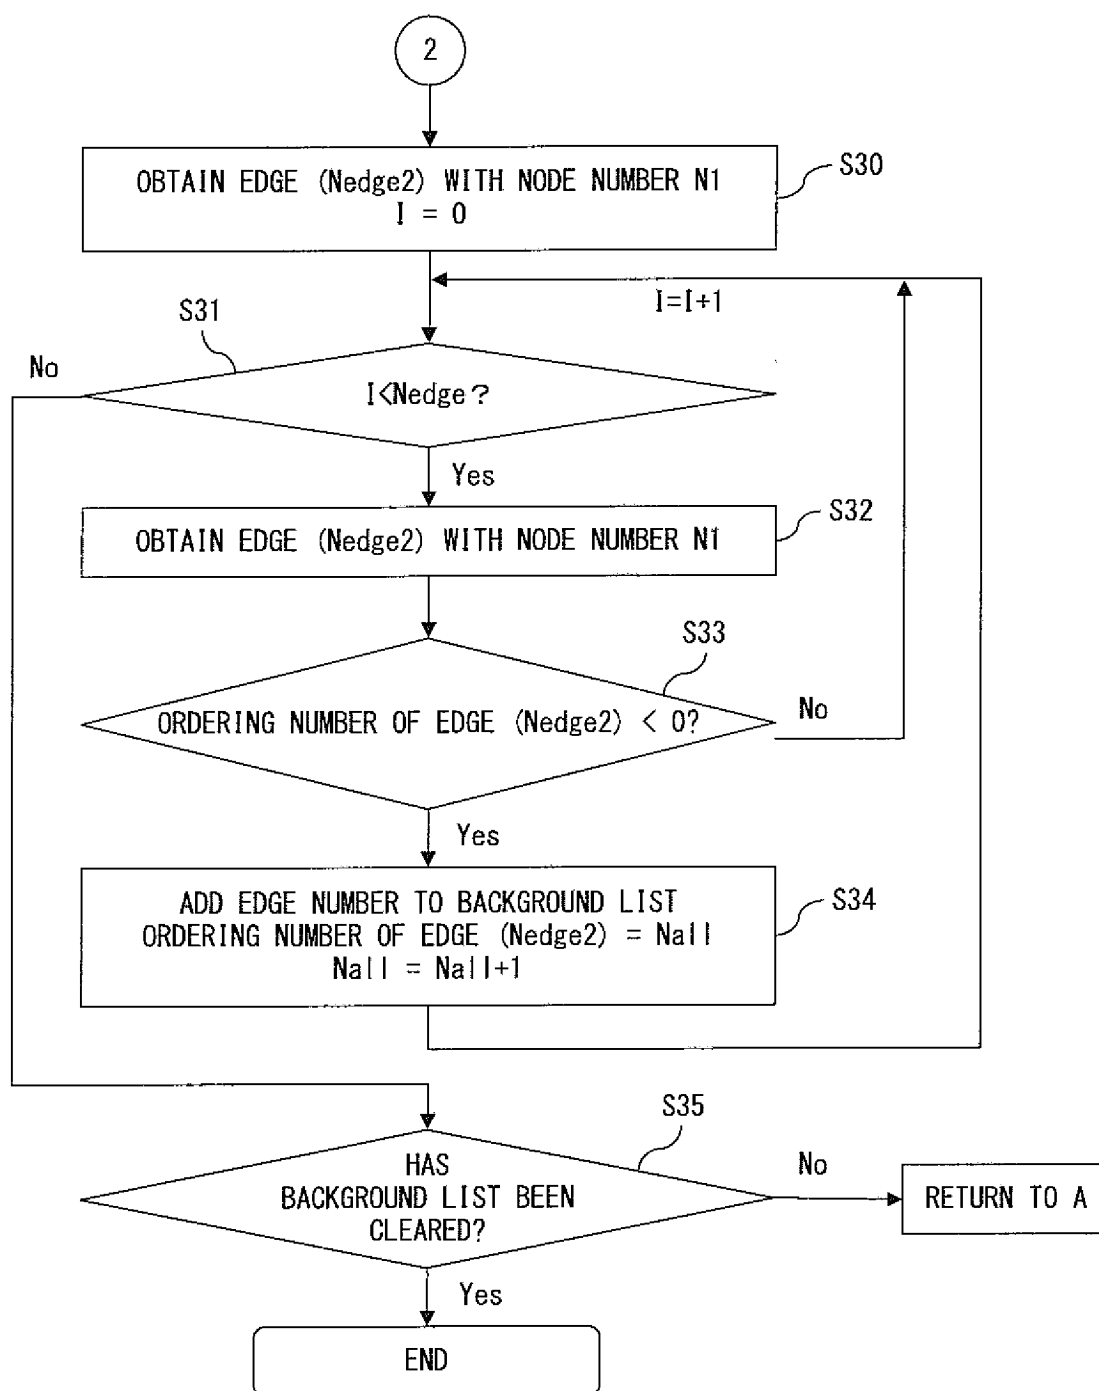 2
OBTAIN EDGE (Nedge2) WITH NODE NUMBER N1
I = 0
S30
I=I+1
S31
No
I<Nedge?
Yes
S32
OBTAIN EDGE (Nedge2) WITH NODE NUMBER N1
S33
ORDERING NUMBER OF EDGE (Nedge2) < 0?
No
Yes
ADD EDGE NUMBER TO BACKGROUND LIST
ORDERING NUMBER OF EDGE (Nedge2) = Nall
Nall = Nall+1
S34
S35
HAS
BACKGROUND LIST BEEN
CLEARED?
No
RETURN TO A
Yes
END